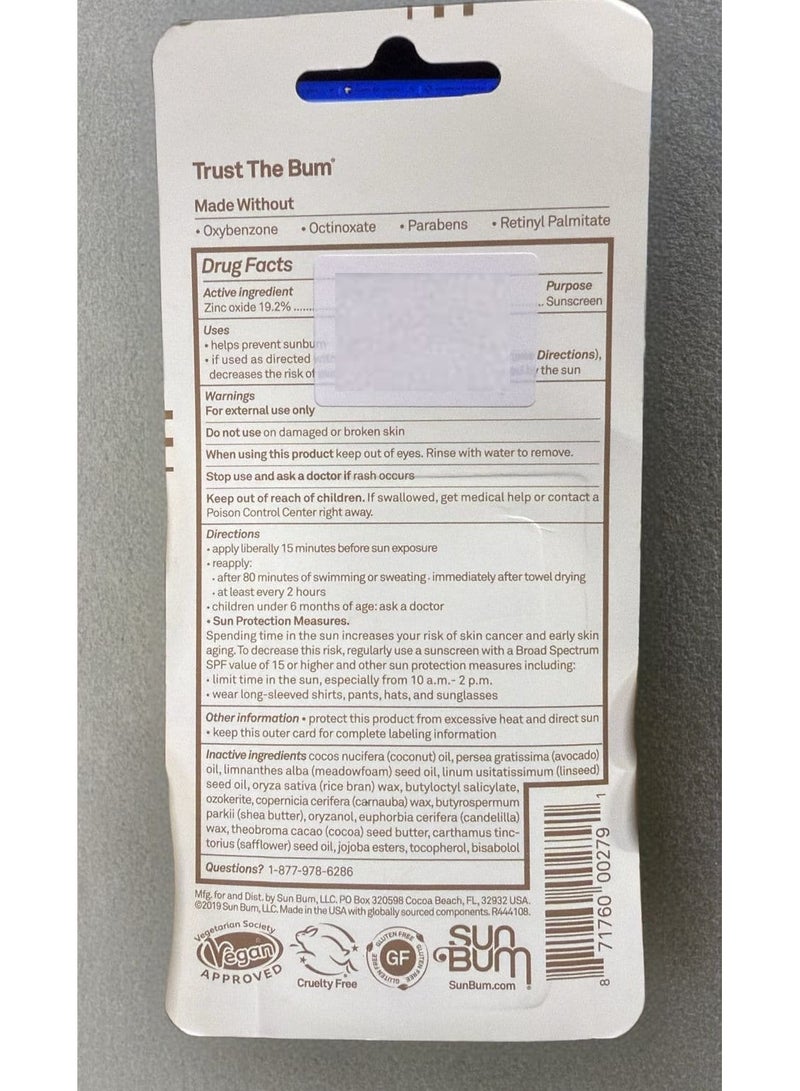 Trust The Bum®
Made Without
• Oxybenzone • Octinoxate • Parabens • Retinyl Palmitate
Drug Facts
Active ingredient Purpose
Zinc oxide 19.2%...... .. Sunscreen
Uses
• helps prevent sunburn
• if used as directed Directions),
decreases the risk of by the sun
Warnings
For external use only
Do not use on damaged or broken skin
When using this product keep out of eyes. Rinse with water to remove.
Stop use and ask a doctor if rash occurs
Keep out of reach of children. If swallowed, get medical help or contact a
Poison Control Center right away.
Directions
• apply liberally 15 minutes before sun exposure
• reapply:
• after 80 minutes of swimming or sweating • immediately after towel drying
• at least every 2 hours
• children under 6 months of age: ask a doctor
• Sun Protection Measures.
Spending time in the sun increases your risk of skin cancer and early skin
aging. To decrease this risk, regularly use a sunscreen with a Broad Spectrum
SPF value of 15 or higher and other sun protection measures including:
• limit time in the sun, especially from 10 a.m.- 2 p.m.
• wear long-sleeved shirts, pants, hats, and sunglasses
Other information • protect this product from excessive heat and direct sun
• keep this outer card for complete labeling information
Inactive ingredients cocos nucifera (coconut) oil, persea gratissima (avocado)
oil, limnanthes alba (meadowfoam) seed oil, linum usitatissimum (linseed)
seed oil, oryza sativa (rice bran) wax, butyloctyl salicylate,
ozokerite, copernicia cerifera (carnauba) wax, butyrospermum
parkii (shea butter), oryzanol, euphorbia cerifera (candelilla)
wax, theobroma cacao (cocoa) seed butter, carthamus tinc-
torius (safflower) seed oil, jojoba esters, tocopherol, bisabolol
Questions? 1-877-978-6286
Mfg. for and Dist. by Sun Bum, LLC. PO Box 320598 Cocoa Beach, FL, 32932 USA.
©2019 Sun Bum, LLC. Made in the USA with globally sourced components. R444108.
Vegetarian Society
Vegan
APPROVED
Cruelty Free
GLUTEN FREE GLUTEN FREE GLUTEN FREE
GF
SUN
BUM
SunBum.com
8 71760 00279 1